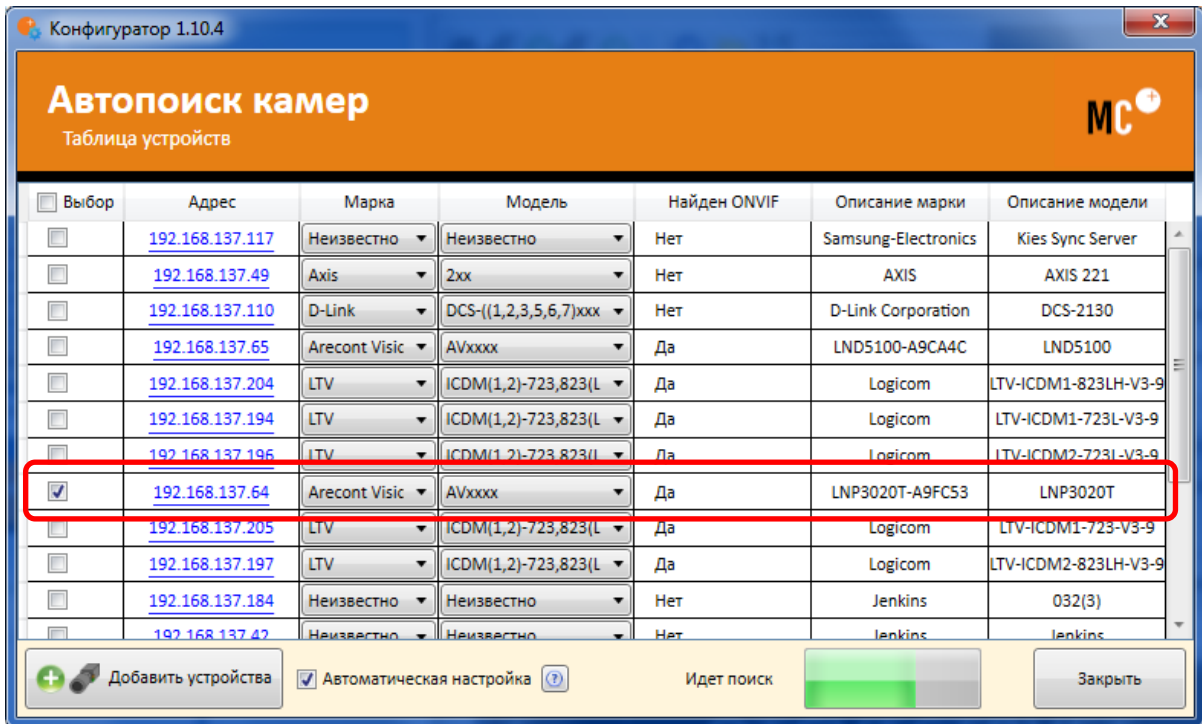 Конфигуратор 1.10.4
Автопоиск камер
Таблица устройств
MC+
Выбор Адрес Марка Модель Найден ONVIF Описание марки Описание модели
192.168.137.117 Неизвестно Неизвестно Нет Samsung-Electronics Kies Sync Server
192.168.137.49 Axis 2xx Нет AXIS AXIS 221
192.168.137.110 D-Link DCS-((1,2,3,5,6,7)xxx Нет D-Link Corporation DCS-2130
192.168.137.65 Arecont Visic AVxxxx Да LND5100-A9CA4C LND5100
192.168.137.204 LTV ICDM(1,2)-723,823(L Да Logicom LTV-ICDM1-823LH-V3-9
192.168.137.194 LTV ICDM(1,2)-723,823(L Да Logicom LTV-ICDM1-723L-V3-9
192.168.137.196 LTV ICDM(1,2)-723,823(L Да Logicom LTV-ICDM2-723L-V3-9
192.168.137.64 Arecont Visic AVxxxx Да LNP3020T-A9FC53 LNP3020T
192.168.137.205 LTV ICDM(1,2)-723,823(L Да Logicom LTV-ICDM1-723-V3-9
192.168.137.197 LTV ICDM(1,2)-723,823(L Да Logicom LTV-ICDM2-823LH-V3-9
192.168.137.184 Неизвестно Неизвестно Нет Jenkins 032(3)
192.168.137.42 Неизвестно Неизвестно Нет Jenkins Jenkins
Добавить устройства Автоматическая настройка ? Идет поиск Закрыть